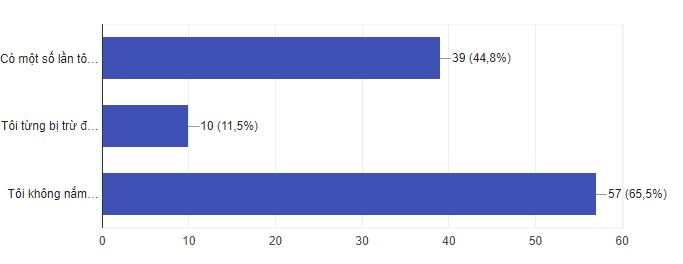 Có một số lần tô…
39 (44,8%)
Tôi từng bị trừ đ…
10 (11,5%)
Tôi không nắm…
57 (65,5%)
0 10 20 30 40 50 60